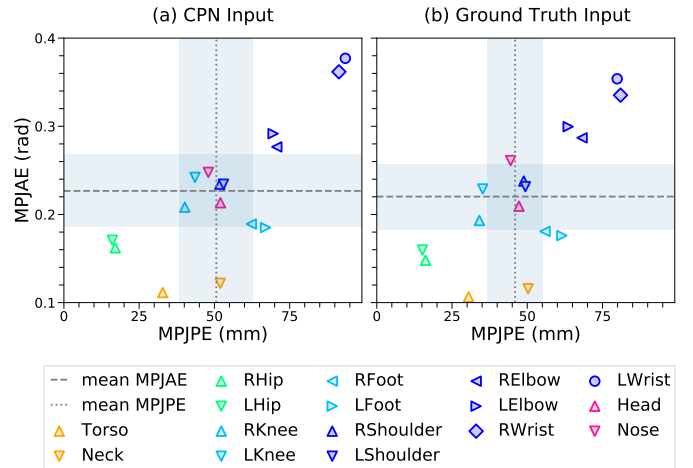 (a) CPN Input
(b) Ground Truth Input
MPJAE (rad)
0.4
0.3
0.2
0.1
0 25 50 75
0 25 50 75
MPJPE (mm)
MPJPE (mm)
mean MPJAE RHip RFoot RElbow LWrist
mean MPJPE LHip LFoot LElbow Head
Torso RKnee RShoulder RWrist Nose
Neck LKnee LShoulder